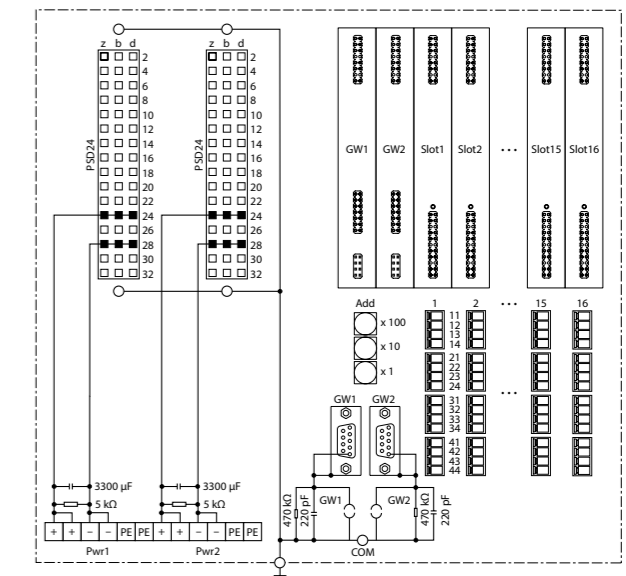 z b d
2
4
6
8
10
12
14
16
18
20
22
24
26
28
30
32
PSD24
z b d
2
4
6
8
10
12
14
16
18
20
22
24
26
28
30
32
PSD24
GW1 GW2 Slot1 Slot2 ... Slot15 Slot16
Add
x 100
x 10
x 1
1 2 ... 15 16
11
12
13
14
21
22
23
24
...
31
32
33
34
41
42
43
44
GW1 GW2
3300 µF
5 kΩ
3300 µF
5 kΩ
470 kΩ
220 pF
GW1
GW2
470 kΩ
220 pF
+ + – – PE PE + + – – PE PE
Pwr1 Pwr2
COM